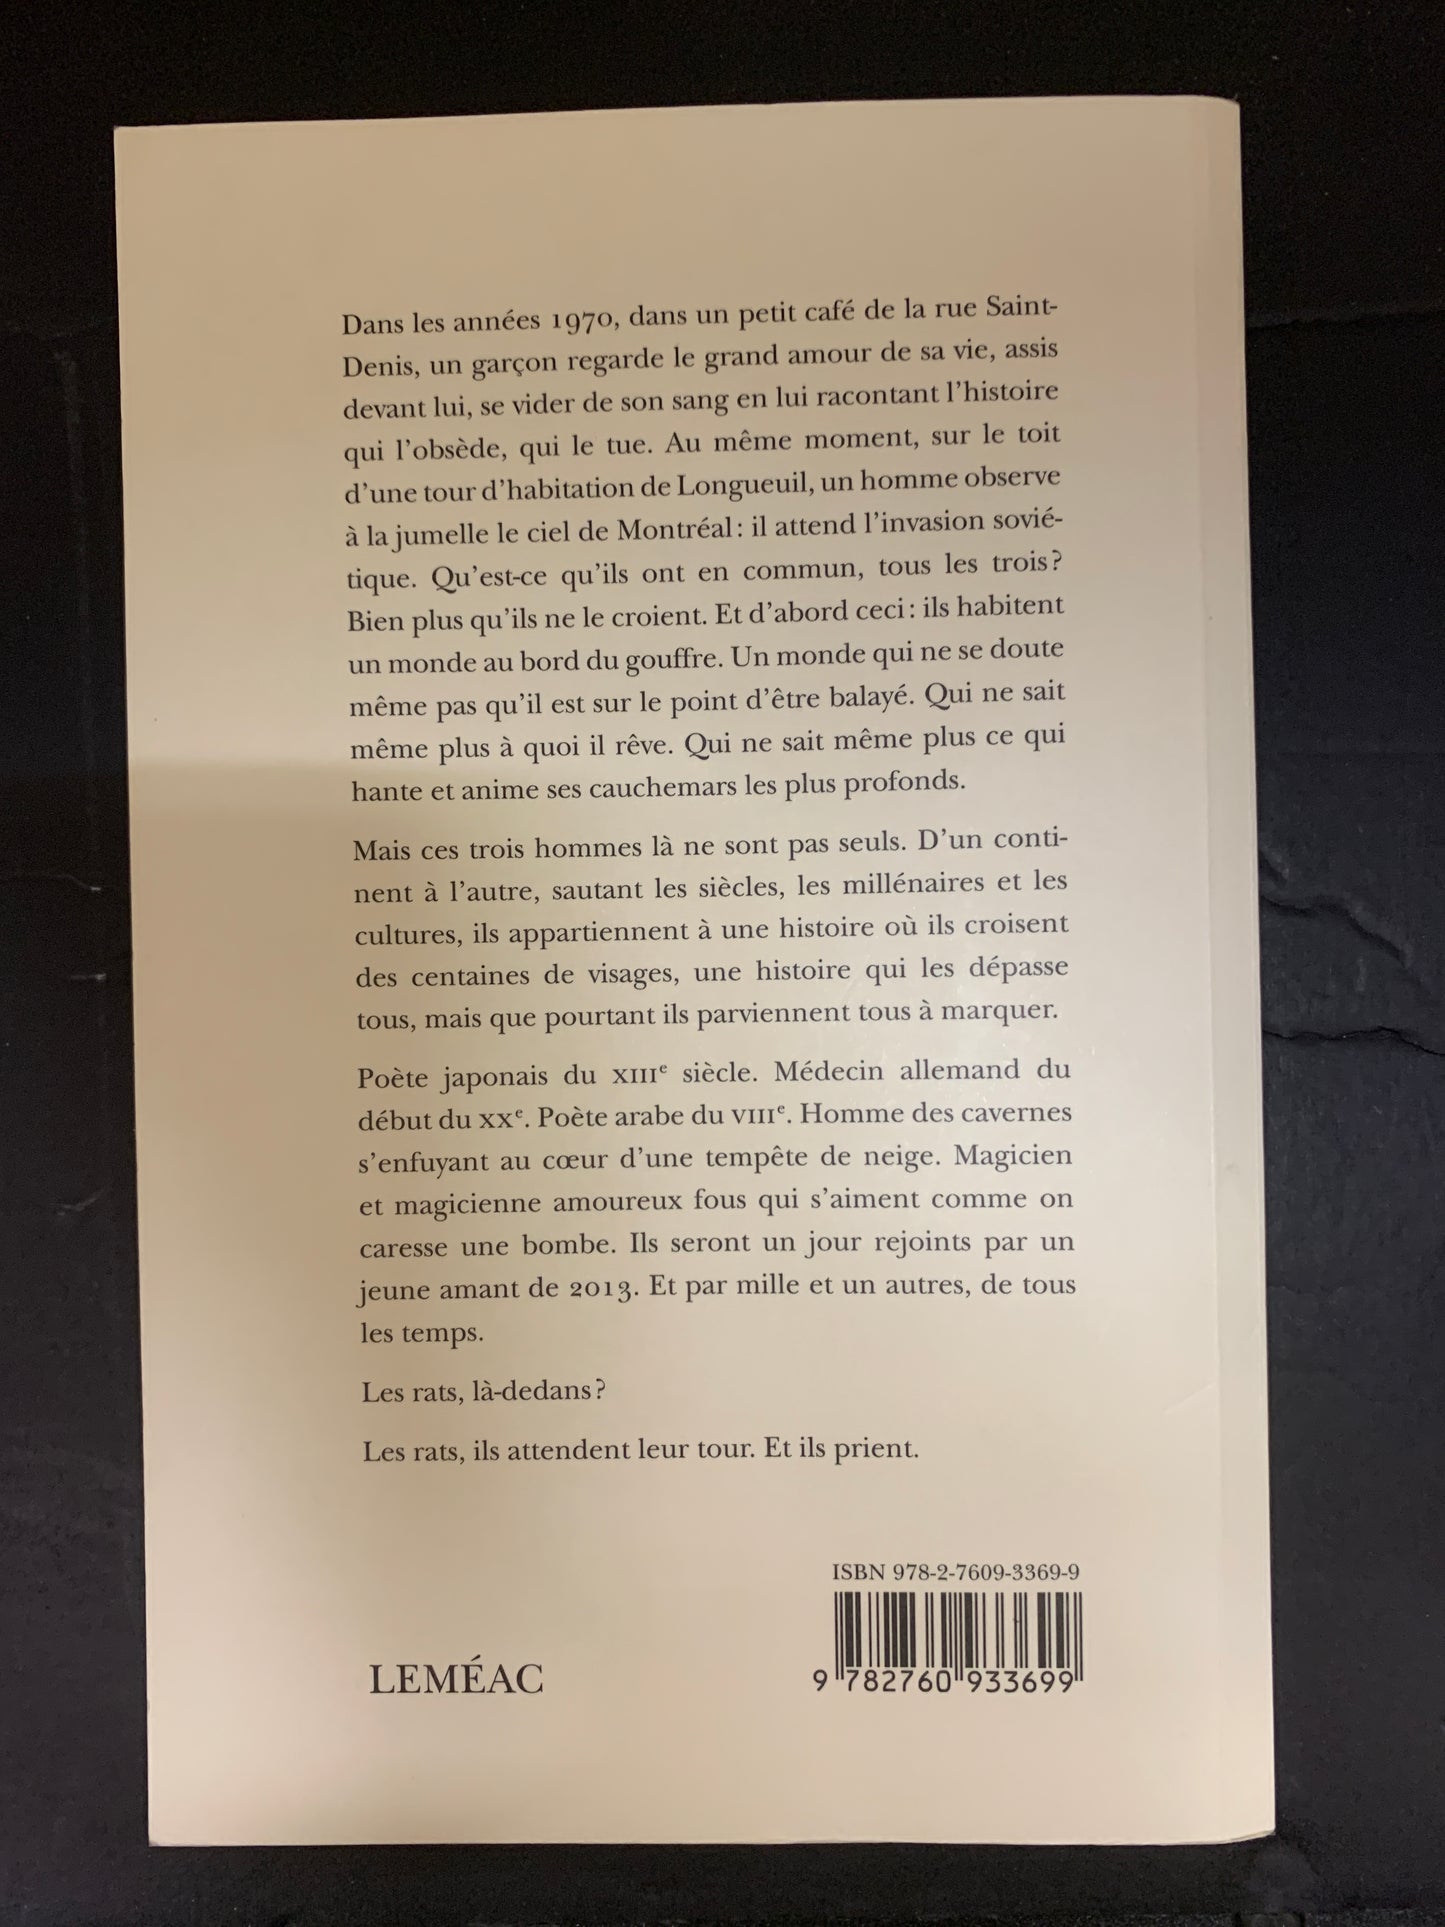 Dans les années 1970, dans un petit café de la rue Saint-
Denis, un garçon regarde le grand amour de sa vie, assis
devant lui, se vider de son sang en lui racontant l'histoire
qui l'obsède, qui le tue. Au même moment, sur le toit
d'une tour d'habitation de Longueuil, un homme observe
à la jumelle le ciel de Montréal : il attend l'invasion sovié-
tique. Qu'est-ce qu'ils ont en commun, tous les trois ?
Bien plus qu'ils ne le croient. Et d'abord ceci : ils habitent
un monde au bord du gouffre. Un monde qui ne se doute
même pas qu'il est sur le point d'être balayé. Qui ne sait
même plus à quoi il rêve. Qui ne sait même plus ce qui
hante et anime ses cauchemars les plus profonds.
Mais ces trois hommes là ne sont pas seuls. D'un conti-
nent à l'autre, sautant les siècles, les millénaires et les
cultures, ils appartiennent à une histoire où ils croisent
des centaines de visages, une histoire qui les dépasse
tous, mais que pourtant ils parviennent tous à marquer.
Poète japonais du XIIIe siècle. Médecin allemand du
début du XXe. Poète arabe du VIIIe. Homme des cavernes
s'enfuyant au cœur d'une tempête de neige. Magicien
et magicienne amoureux fous qui s'aiment comme on
caresse une bombe. Ils seront un jour rejoints par un
jeune amant de 2013. Et par mille et un autres, de tous
les temps.
Les rats, là-dedans ?
Les rats, ils attendent leur tour. Et ils prient.
ISBN 978-2-7609-3369-9
LEMÉAC
9 782760 933699